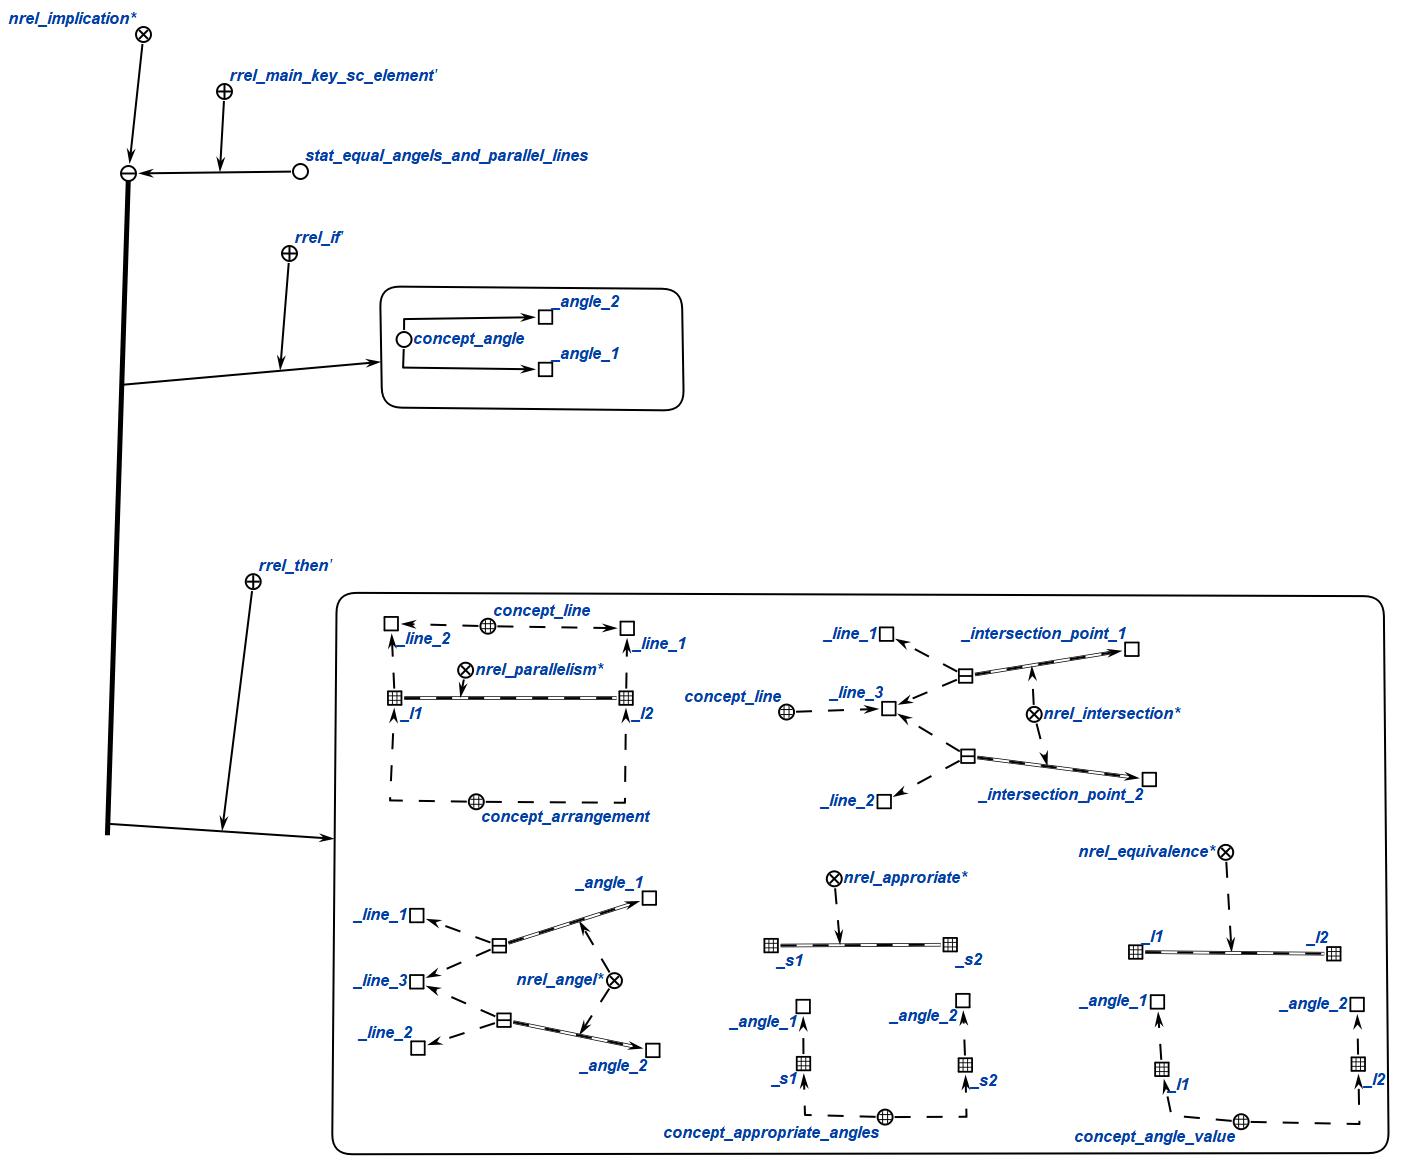 nrel_implication*
rrel_main_key_sc_element'
stat_equal_angels_and_parallel_lines
rrel_if'
_angle_2
concept_angle
_angle_1
rrel_then'
concept_line
_line_2
_line_1
nrel_parallelism*
_l1
_l2
concept_arrangement
_line_1
_intersection_point_1
concept_line
_line_3
nrel_intersection*
_line_2
_intersection_point_2
_angle_1
_line_1
_line_3
nrel_angel*
_line_2
_angle_2
nrel_approriate*
_s1
_s2
_angle_1
_angle_2
_s1
_s2
concept_appropriate_angles
nrel_equivalence*
_l1
_l2
_angle_1
_angle_2
_l1
_l2
concept_angle_value